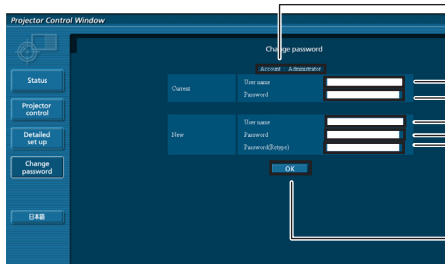 Projector Control Window
Change password
Account : Administrator
Status
Current
User name
Password
Projector
control
New
User name
Password
Password(Retype)
Detailed
set up
OK
Change
password
日本語